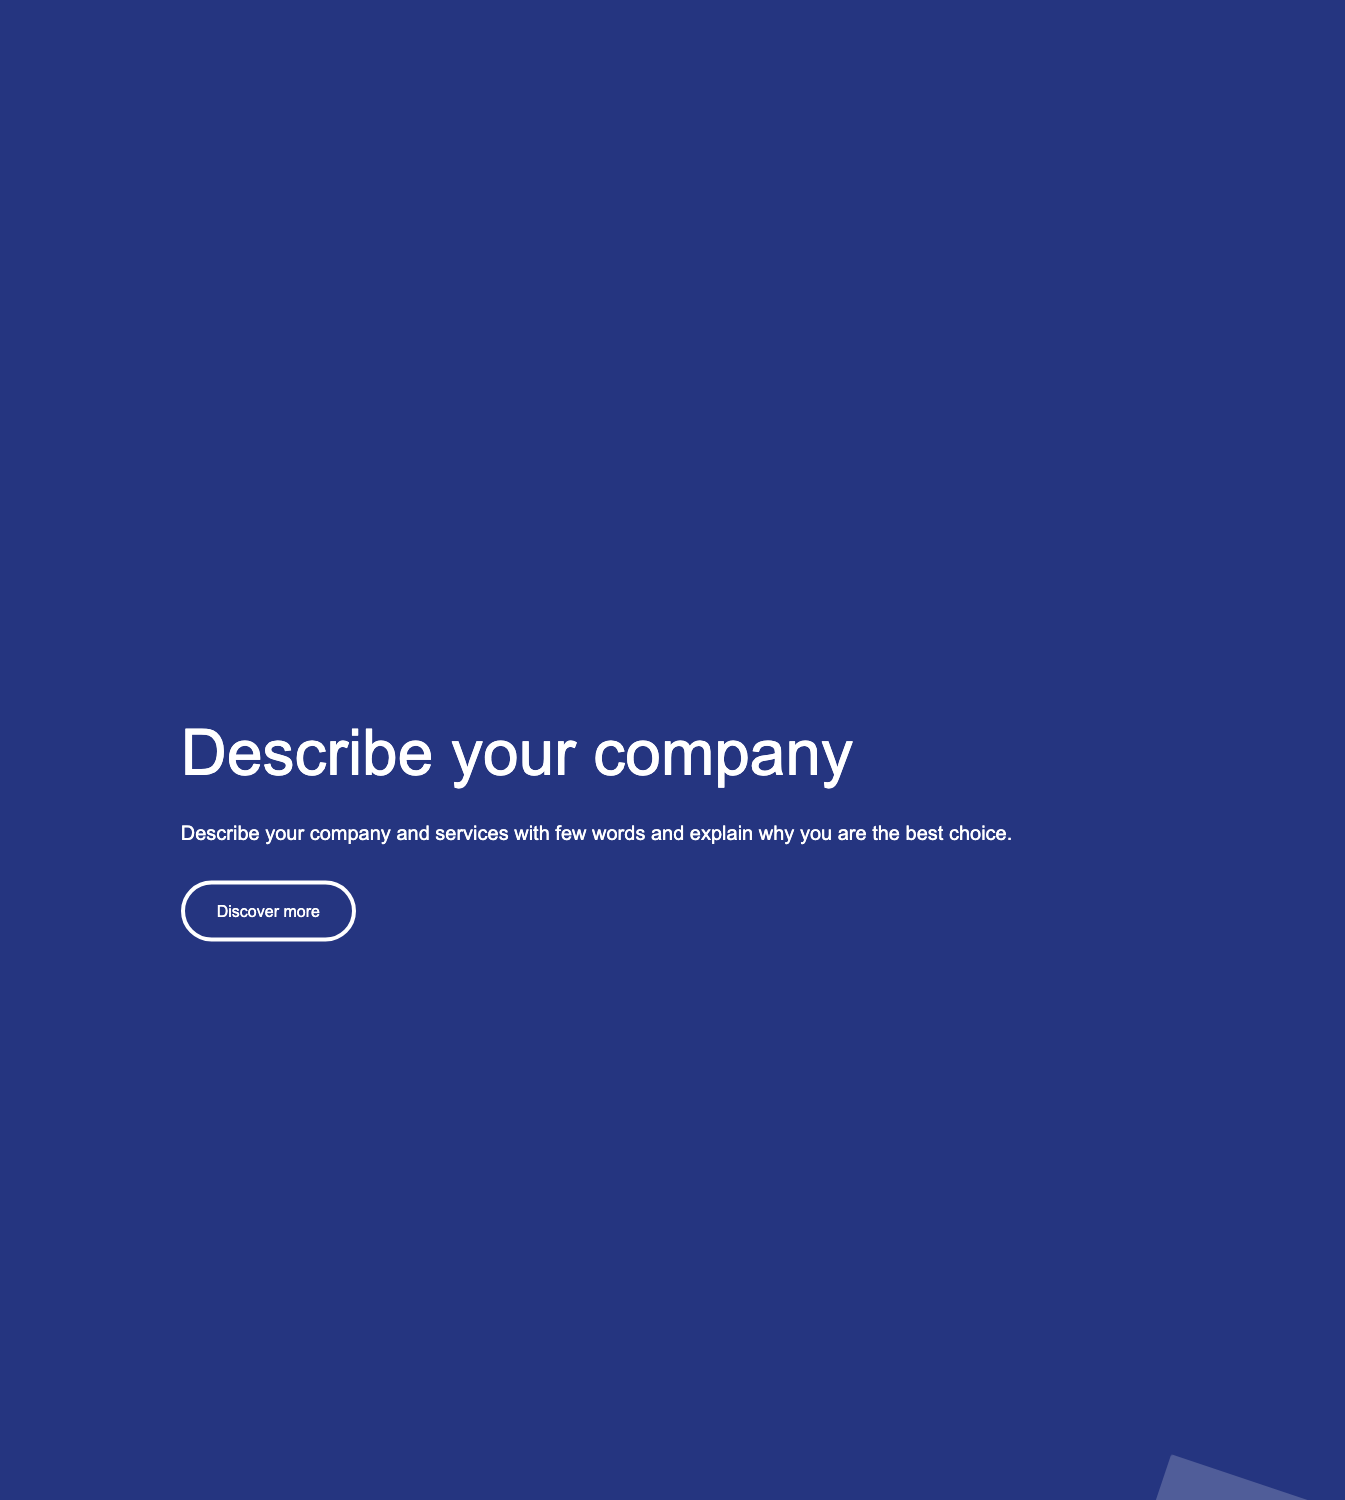 Describe your company
Describe your company and services with few words and explain why you are the best choice.
Discover more